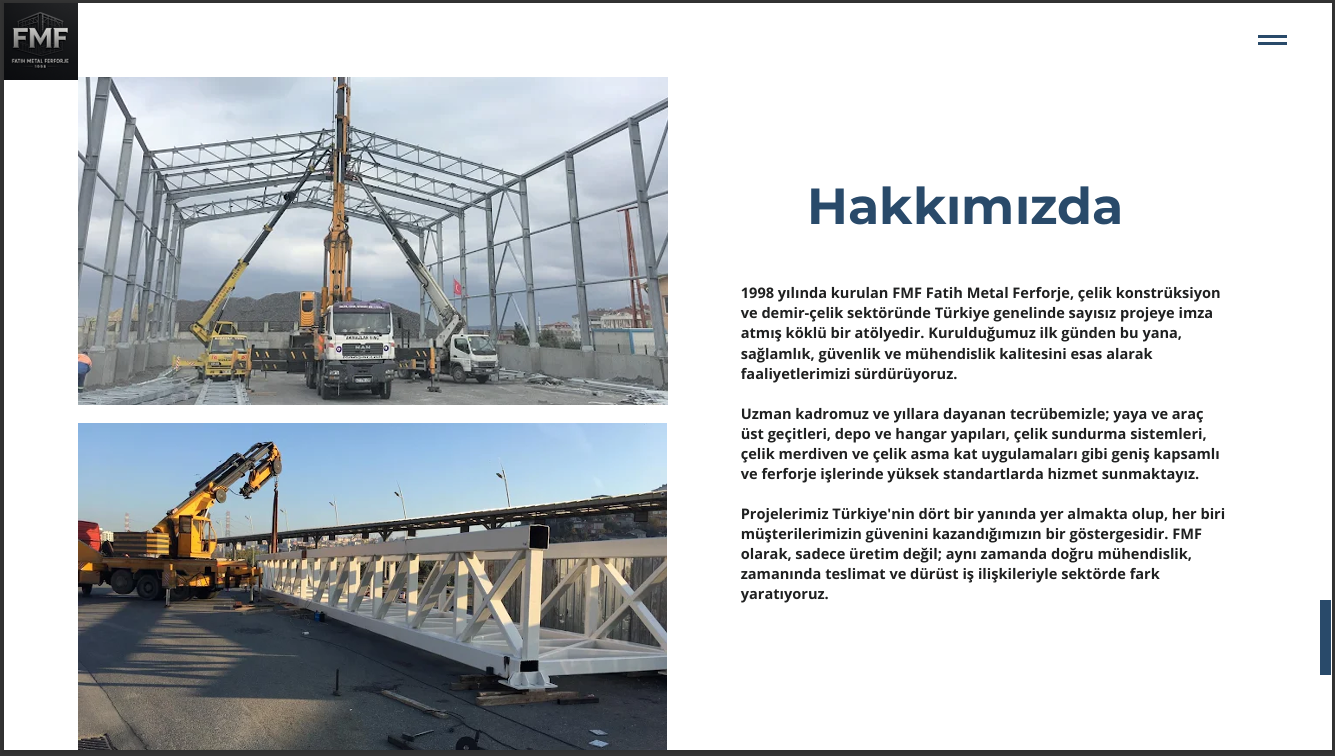 FMF
FATIH METAL FERFORJE
1998
Hakkımızda
1998 yılında kurulan FMF Fatih Metal Ferforje, çelik konstrüksiyon
ve demir-çelik sektöründe Türkiye genelinde sayısız projeye imza
atmış köklü bir atölyedir. Kurulduğumuz ilk günden bu yana,
sağlamlık, güvenlik ve mühendislik kalitesini esas alarak
faaliyetlerimizi sürdürüyoruz.
Uzman kadromuz ve yıllara dayanan tecrübemizle; yaya ve araç
üst geçitleri, depo ve hangar yapıları, çelik sundurma sistemleri,
çelik merdiven ve çelik asma kat uygulamaları gibi geniş kapsamlı
ve ferforje işlerinde yüksek standartlarda hizmet sunmaktayız.
Projelerimiz Türkiye'nin dört bir yanında yer almakta olup, her biri
müşterilerimizin güvenini kazandığımızın bir göstergesidir. FMF
olarak, sadece üretim değil; aynı zamanda doğru mühendislik,
zamanında teslimat ve dürüst iş ilişkileriyle sektörde fark
yaratıyoruz.